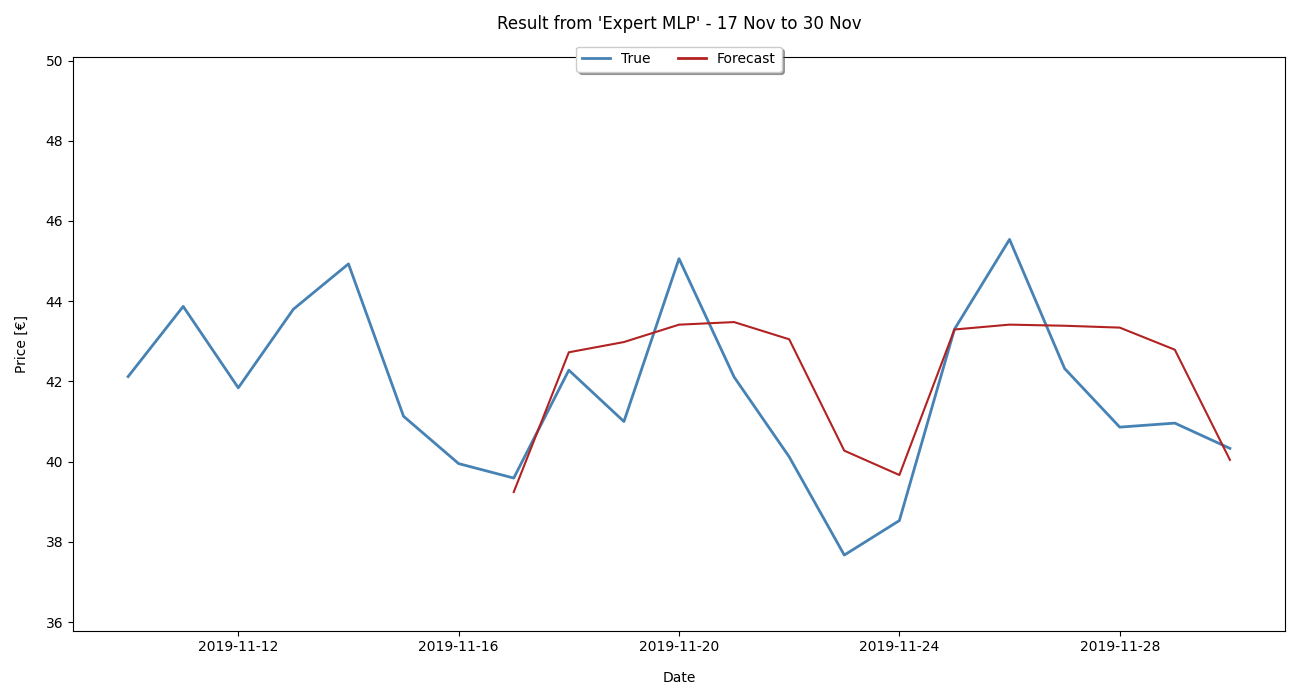 Result from 'Expert MLP' - 17 Nov to 30 Nov
True Forecast
50
48
46
44
42
40
38
36
Price [€]
2019-11-12 2019-11-16 2019-11-20 2019-11-24 2019-11-28
Date